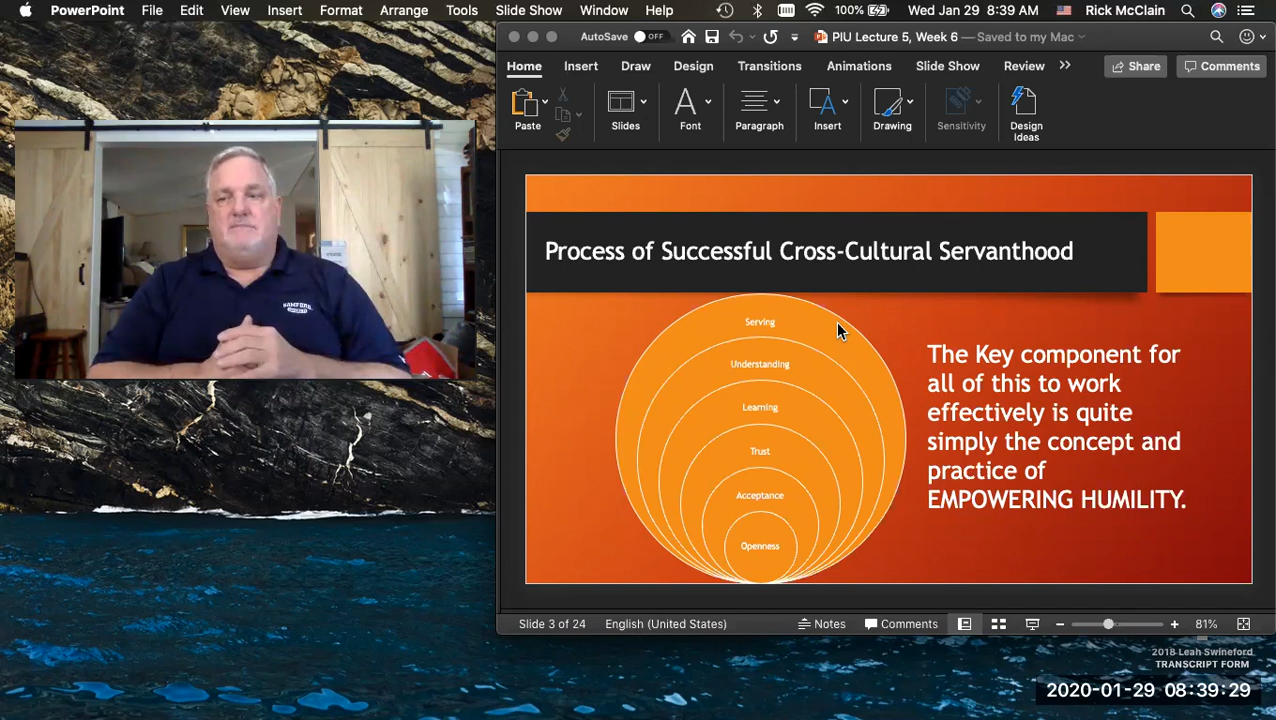 PowerPoint File Edit View Insert Format Arrange Tools Slide Show Window Help 100% Wed Jan 29 8:39 AM Rick McClain
AutoSave OFF PIU Lecture 5, Week 6 — Saved to my Mac
Home Insert Draw Design Transitions Animations Slide Show Review Share Comments
Paste Slides Font Paragraph Insert Drawing Sensitivity Design
Ideas
Process of Successful Cross-Cultural Servanthood
Serving
Understanding
Learning
Trust
Acceptance
Openness
The Key component for
all of this to work
effectively is quite
simply the concept and
practice of
EMPOWERING HUMILITY.
SAMFORD
Slide 3 of 24 English (United States) Notes Comments 81%
2018 Leah Swineford
TRANSCRIPT FORM
2020-01-29 08:39:29